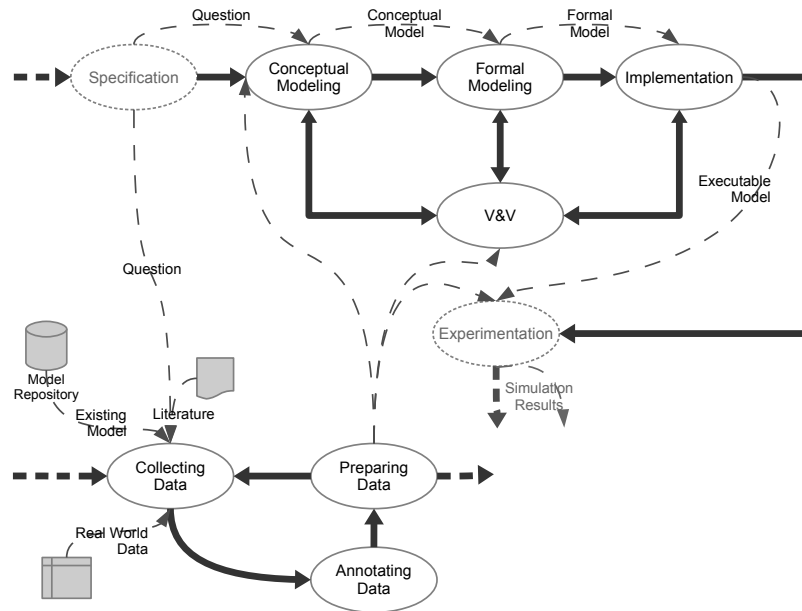 Question
Conceptual
Model
Formal
Model
Specification
Conceptual
Modeling
Formal
Modeling
Implementation
Executable
Model
V&V
Question
Experimentation
Model
Repository
Simulation
Results
Existing
Model
Literature
Collecting
Data
Preparing
Data
Real World
Data
Annotating
Data